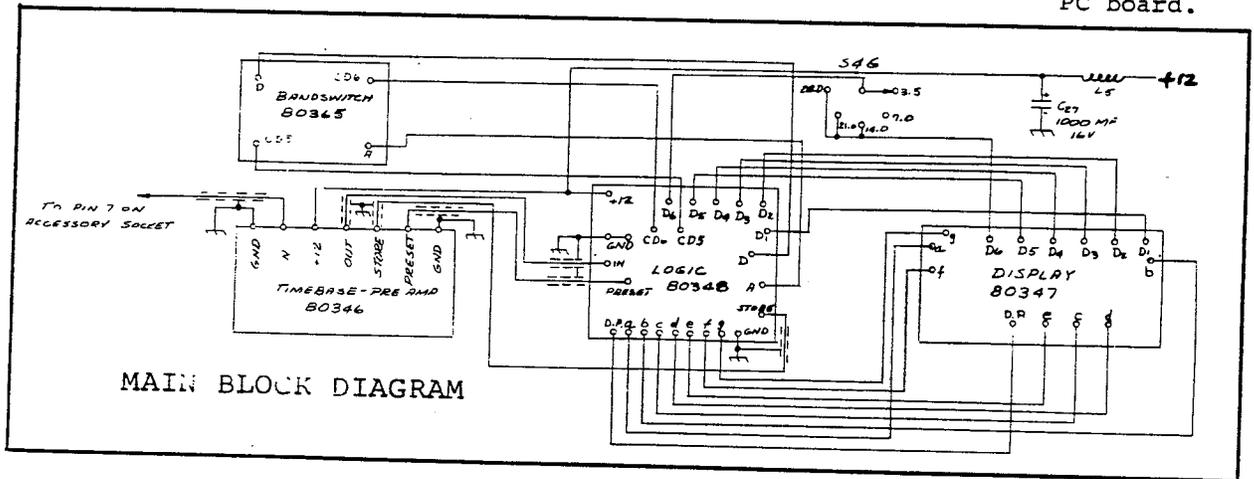 PC board.
S4G
+12
L5
C27
1000 MF
16V
28.0
3.5
7.0
21.0
14.0
D
CD6
BANDSWITCH
80365
CD5
A
TO PIN 7 ON
ACCESSORY SOCKET
GND
IN
+12
OUT
STORE
PRESET
GND
TIMEBASE-PRE AMP
80346
+12
D6 D5 D4 D3 D2
D1
CD6 CD5
GND
IN
PRESET
LOGIC
80348
D
A
STORE
D.P. a b c d e f g GND
g
a
f
D6 D5 D4 D3 D2 D1
b
DISPLAY
80347
D.P. e c d
MAIN BLOCK DIAGRAM